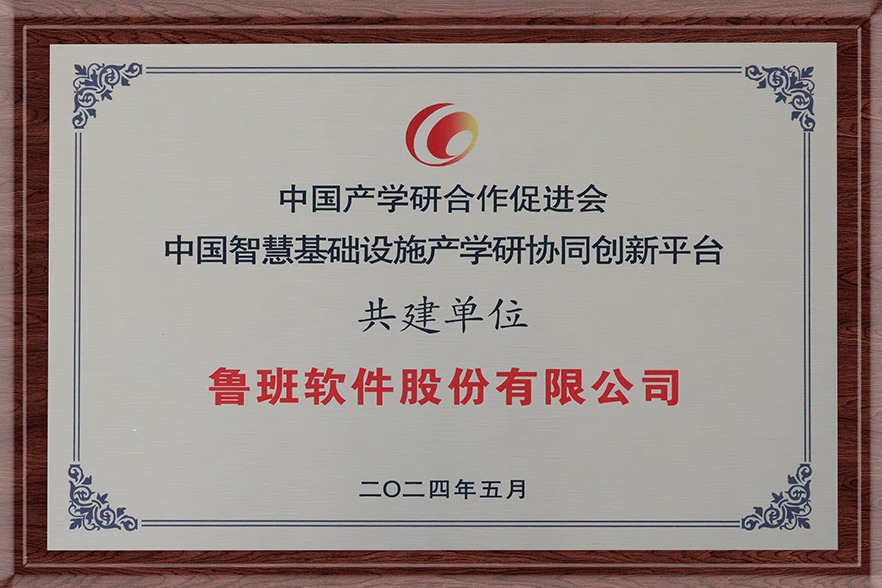 中国产学研合作促进会
中国智慧基础设施产学研协同创新平台
共建单位
鲁班软件股份有限公司
二〇二四年五月